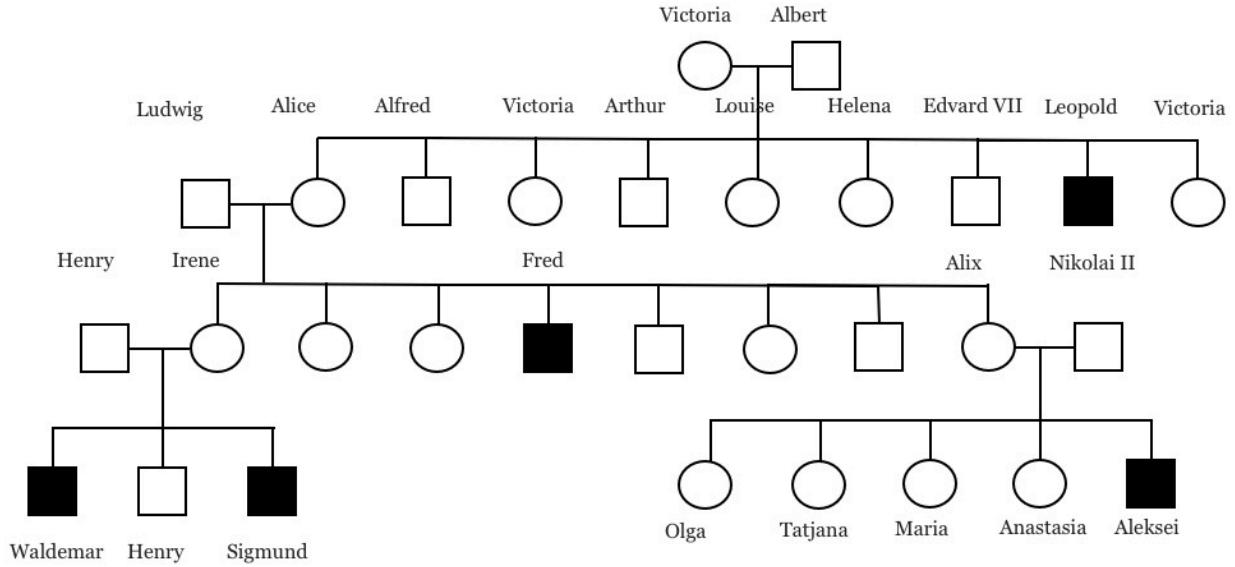 Victoria Albert
Ludwig Alice Alfred Victoria Arthur Louise Helena Edvard VII Leopold Victoria
Henry Irene Fred Alix Nikolai II
Olga Tatjana Maria Anastasia Aleksei
Waldemar Henry Sigmund